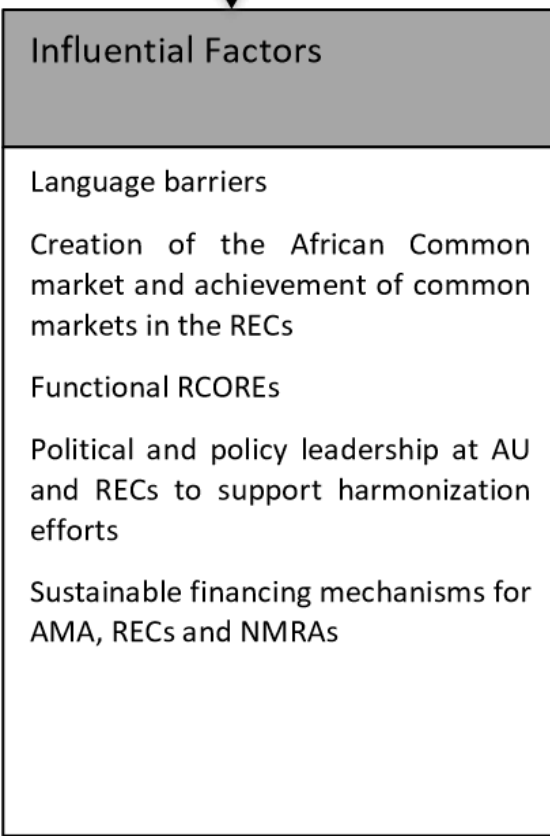 Influential Factors
Language barriers
Creation of the African Common
market and achievement of common
markets in the RECs
Functional RCOREs
Political and policy leadership at AU
and RECs to support harmonization
efforts
Sustainable financing mechanisms for
AMA, RECs and NMRAs